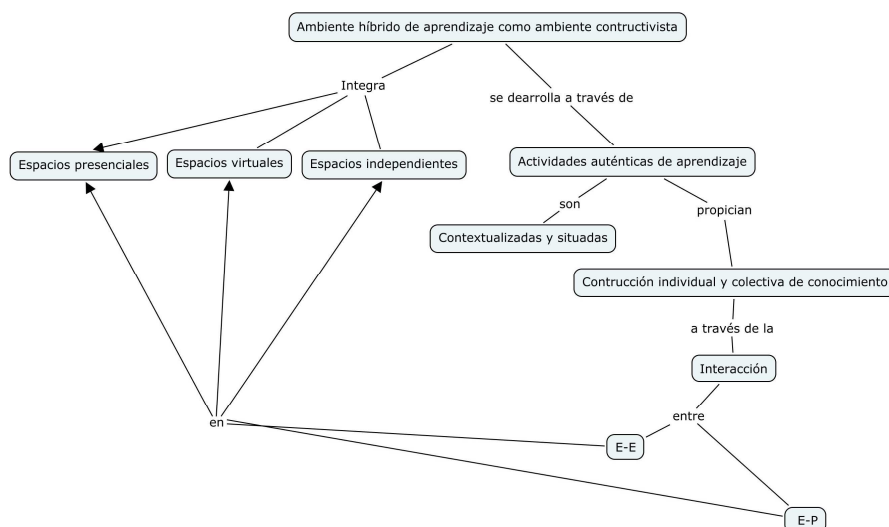 Ambiente híbrido de aprendizaje como ambiente contructivista
Integra
se dearrolla a través de
Espacios presenciales
Espacios virtuales
Espacios independientes
Actividades auténticas de aprendizaje
son
propician
Contextualizadas y situadas
Contrucción individual y colectiva de conocimiento
a través de la
Interacción
entre
en
E-E
E-P